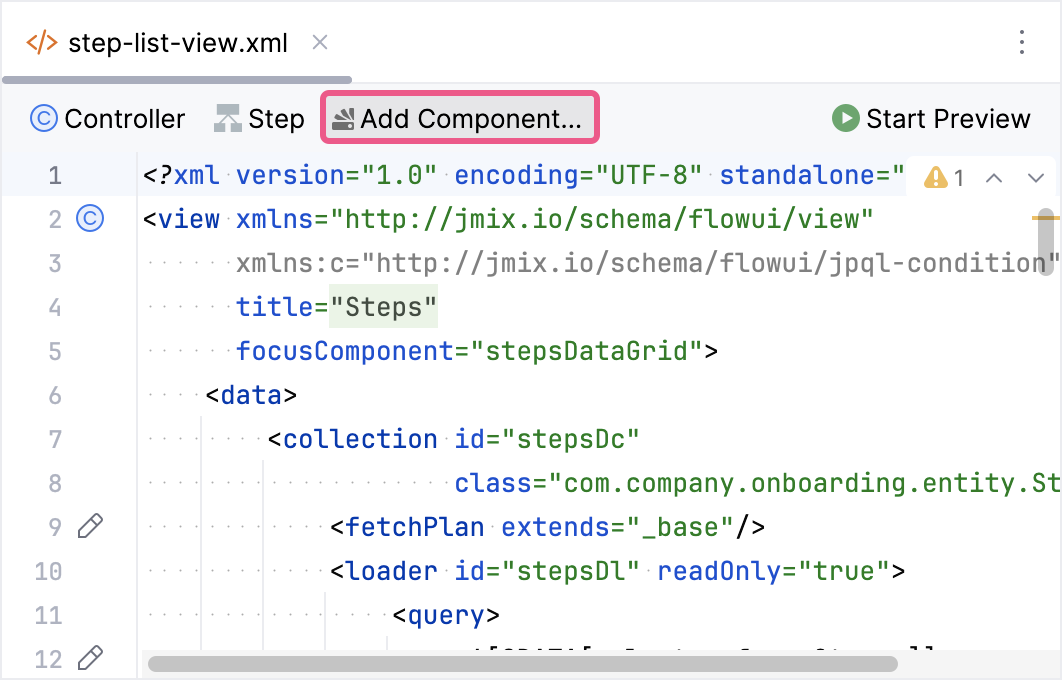 step-list-view.xml
Controller Step Add Component... Start Preview
1 <?xml version="1.0" encoding="UTF-8" standalone=" 1
2 <view xmlns="http://jmix.io/schema/flowui/view"
3 xmlns:c="http://jmix.io/schema/flowui/jpql-condition"
4 title="Steps"
5 focusComponent="stepsDataGrid">
6 <data>
7 <collection id="stepsDc"
8 class="com.company.onboarding.entity.St
9 <fetchPlan extends="_base"/>
10 <loader id="stepsDl" readOnly="true">
11 <query>
12